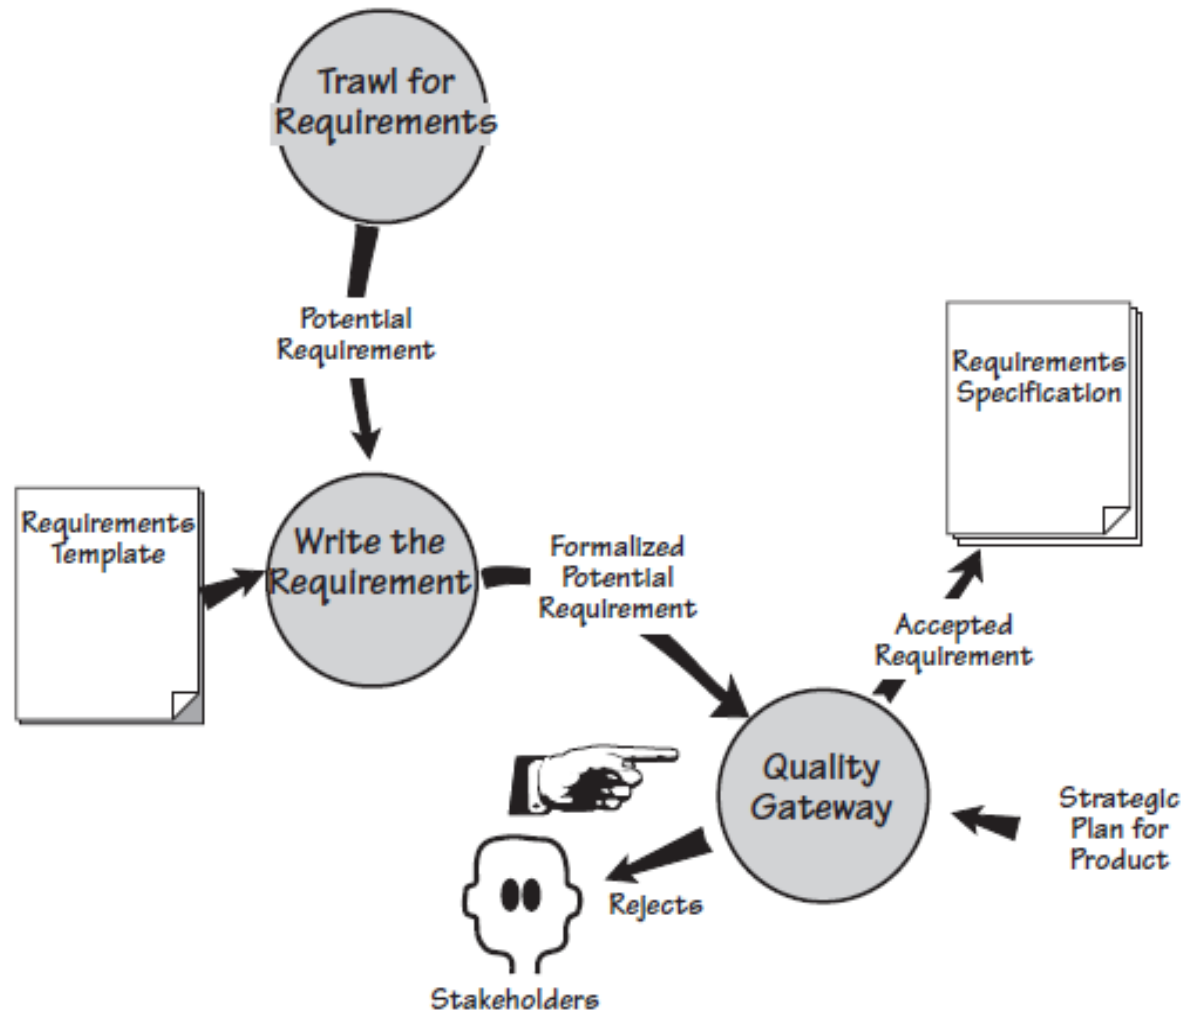 Trawl for
Requirements
Potential
Requirement
Requirements
Specification
Requirements
Template
Write the
Requirement
Formalized
Potential
Requirement
Accepted
Requirement
Quality
Gateway
Strategic
Plan for
Product
Rejects
Stakeholders